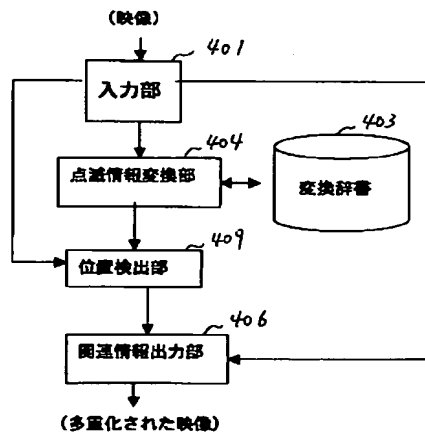 (映像)
401
入力部
404
点滅情報変換部
403
変換辞書
409
位置検出部
406
関連情報出力部
(多重化された映像)